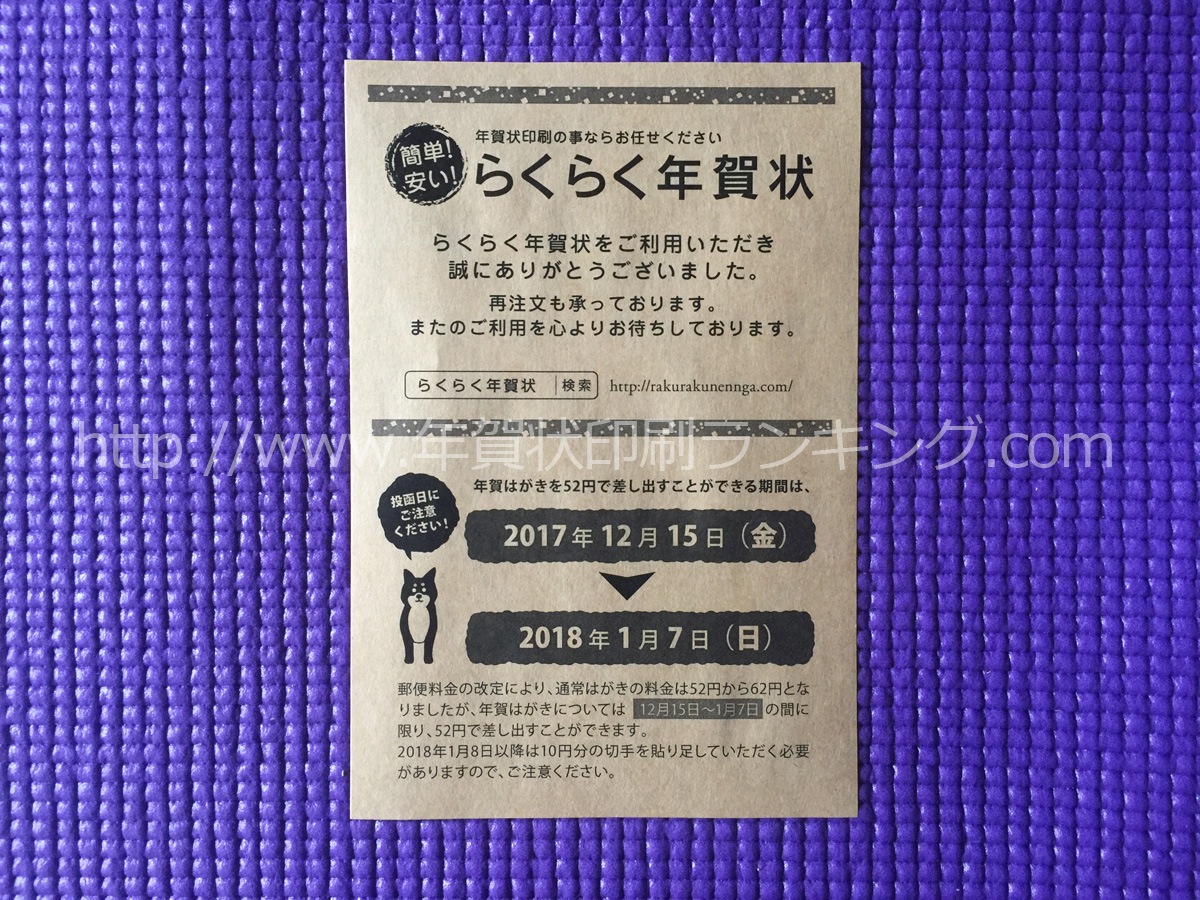 年賀状印刷の事ならお任せください
簡単!
安い!
らくらく年賀状
らくらく年賀状をご利用いただき
誠にありがとうございました。
再注文も承っております。
またのご利用を心よりお待ちしております。
らくらく年賀状 検索 http://rakurakunennga.com/
http://www.年賀状印刷ランキング.com
投函日に
ご注意
ください!
年賀はがきを52円で差し出すことができる期間は、
2017年12月15日（金）
2018年1月7日（日）
郵便料金の改定により、通常はがきの料金は52円から62円とな
りましたが、年賀はがきについては 12月15日～1月7日 の間に
限り、52円で差し出すことができます。
2018年1月8日以降は10円分の切手を貼り足していただく必要
がありますので、ご注意ください。